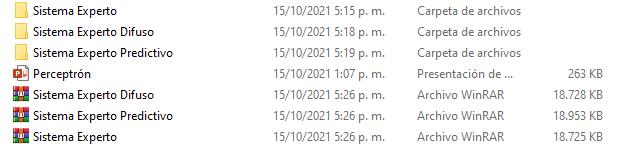 Sistema Experto 15/10/2021 5:15 p. m. Carpeta de archivos
Sistema Experto Difuso 15/10/2021 5:18 p. m. Carpeta de archivos
Sistema Experto Predictivo 15/10/2021 5:19 p. m. Carpeta de archivos
Perceptrón 15/10/2021 1:07 p. m. Presentación de ... 263 KB
Sistema Experto Difuso 15/10/2021 5:26 p. m. Archivo WinRAR 18.728 KB
Sistema Experto Predictivo 15/10/2021 5:26 p. m. Archivo WinRAR 18.953 KB
Sistema Experto 15/10/2021 5:26 p. m. Archivo WinRAR 18.725 KB